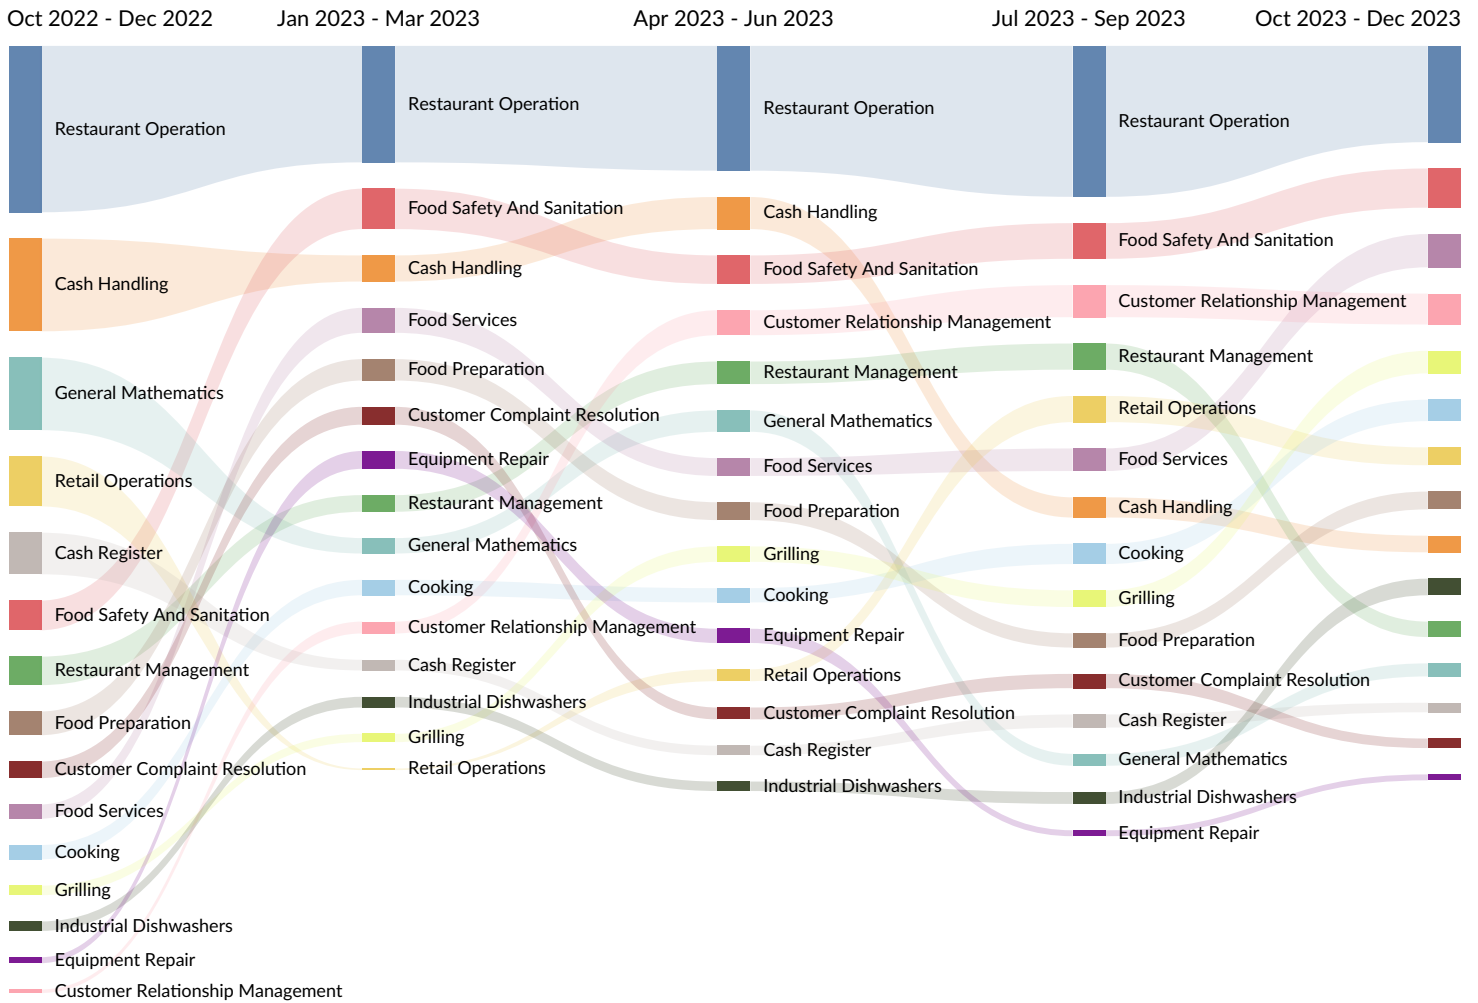 Oct 2022 - Dec 2022
Jan 2023 - Mar 2023
Apr 2023 - Jun 2023
Jul 2023 - Sep 2023
Oct 2023 - Dec 2023
Restaurant Operation
Cash Handling
General Mathematics
Retail Operations
Cash Register
Food Safety And Sanitation
Restaurant Management
Food Preparation
Customer Complaint Resolution
Food Services
Cooking
Grilling
Industrial Dishwashers
Equipment Repair
Customer Relationship Management
Restaurant Operation
Food Safety And Sanitation
Cash Handling
Food Services
Food Preparation
Customer Complaint Resolution
Equipment Repair
Restaurant Management
General Mathematics
Cooking
Customer Relationship Management
Cash Register
Industrial Dishwashers
Grilling
Retail Operations
Restaurant Operation
Cash Handling
Food Safety And Sanitation
Customer Relationship Management
Restaurant Management
General Mathematics
Food Services
Food Preparation
Grilling
Cooking
Equipment Repair
Retail Operations
Customer Complaint Resolution
Cash Register
Industrial Dishwashers
Restaurant Operation
Food Safety And Sanitation
Customer Relationship Management
Restaurant Management
Retail Operations
Food Services
Cash Handling
Cooking
Grilling
Food Preparation
Customer Complaint Resolution
Cash Register
General Mathematics
Industrial Dishwashers
Equipment Repair